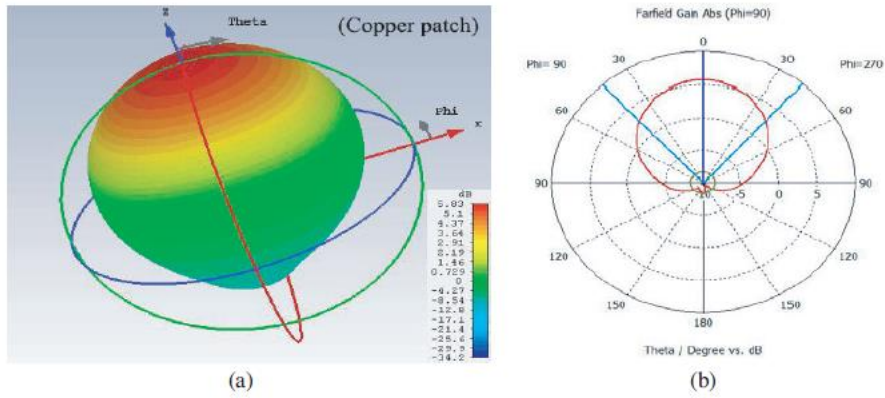 Theta
z
(Copper patch)
Phi
x
dB
5.83
5.1
4.37
3.64
2.91
2.19
1.46
0.729
0
-4.27
-8.54
-12.8
-17.1
-21.4
-25.6
-29.9
-34.2
(a)
Farfield Gain Abs (Phi=90)
0
Phi= 90
30
30
Phi=270
60
60
90
-5
0
5
90
120
120
150
150
180
Theta / Degree vs. dB
(b)